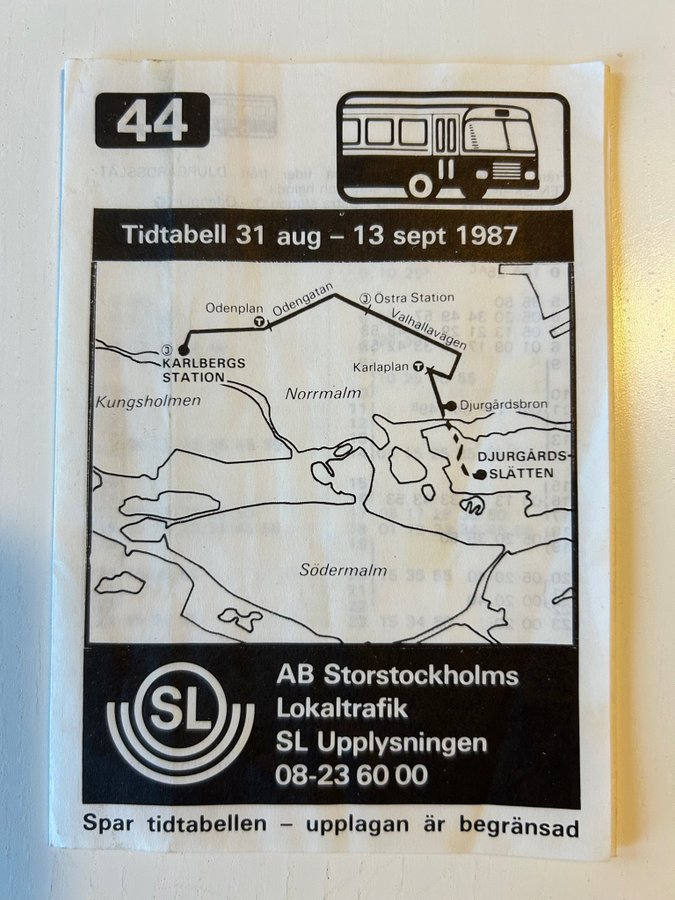 44
Tidtabell 31 aug – 13 sept 1987
Odenplan
T
Odengatan
J Östra Station
Valhallavägen
J
KARLBERGS
STATION
Karlaplan T
Kungsholmen
Norrmalm
Djurgårdsbron
DJURGÅRDS-
SLÄTTEN
Södermalm
SL
AB Storstockholms
Lokaltrafik
SL Upplysningen
08-23 60 00
Spar tidtabellen – upplagan är begränsad